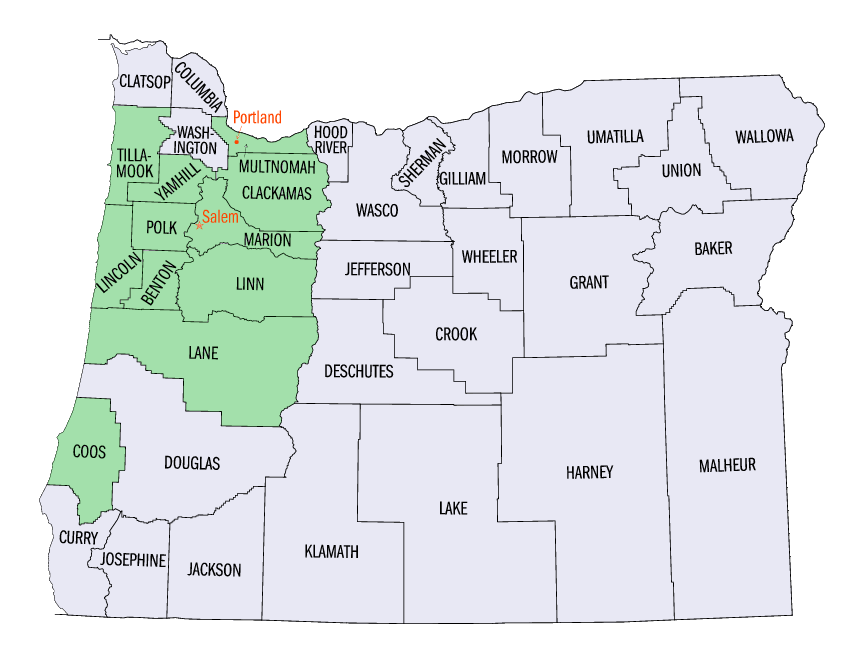 CLATSOP
COLUMBIA
Portland
WASH-
INGTON
HOOD
RIVER
TILLA-
MOOK
YAMHILL
MULTNOMAH
CLACKAMAS
SHERMAN
GILLIAM
MORROW
UMATILLA
UNION
WALLOWA
WASCO
POLK
Salem
MARION
LINCOLN
BENTON
LINN
JEFFERSON
WHEELER
GRANT
BAKER
CROOK
LANE
DESCHUTES
COOS
DOUGLAS
HARNEY
MALHEUR
LAKE
CURRY
JOSEPHINE
JACKSON
KLAMATH